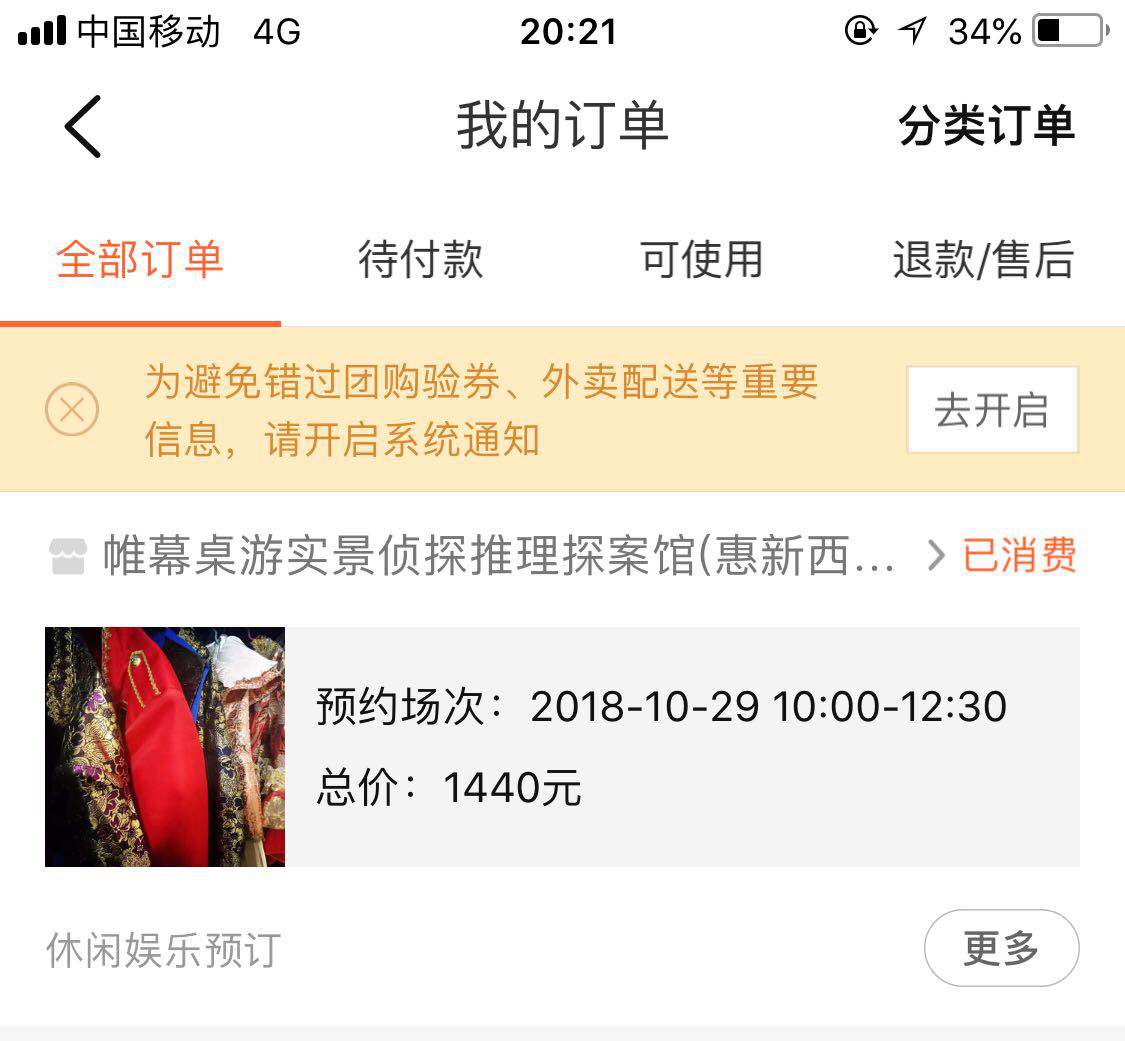 中国移动 4G 20:21 34%
我的订单 分类订单
全部订单 待付款 可使用 退款/售后
为避免错过团购验券、外卖配送等重要
信息，请开启系统通知
去开启
帷幕桌游实景侦探推理探案馆(惠新西... 已消费
预约场次：2018-10-29 10:00-12:30
总价：1440元
休闲娱乐预订 更多